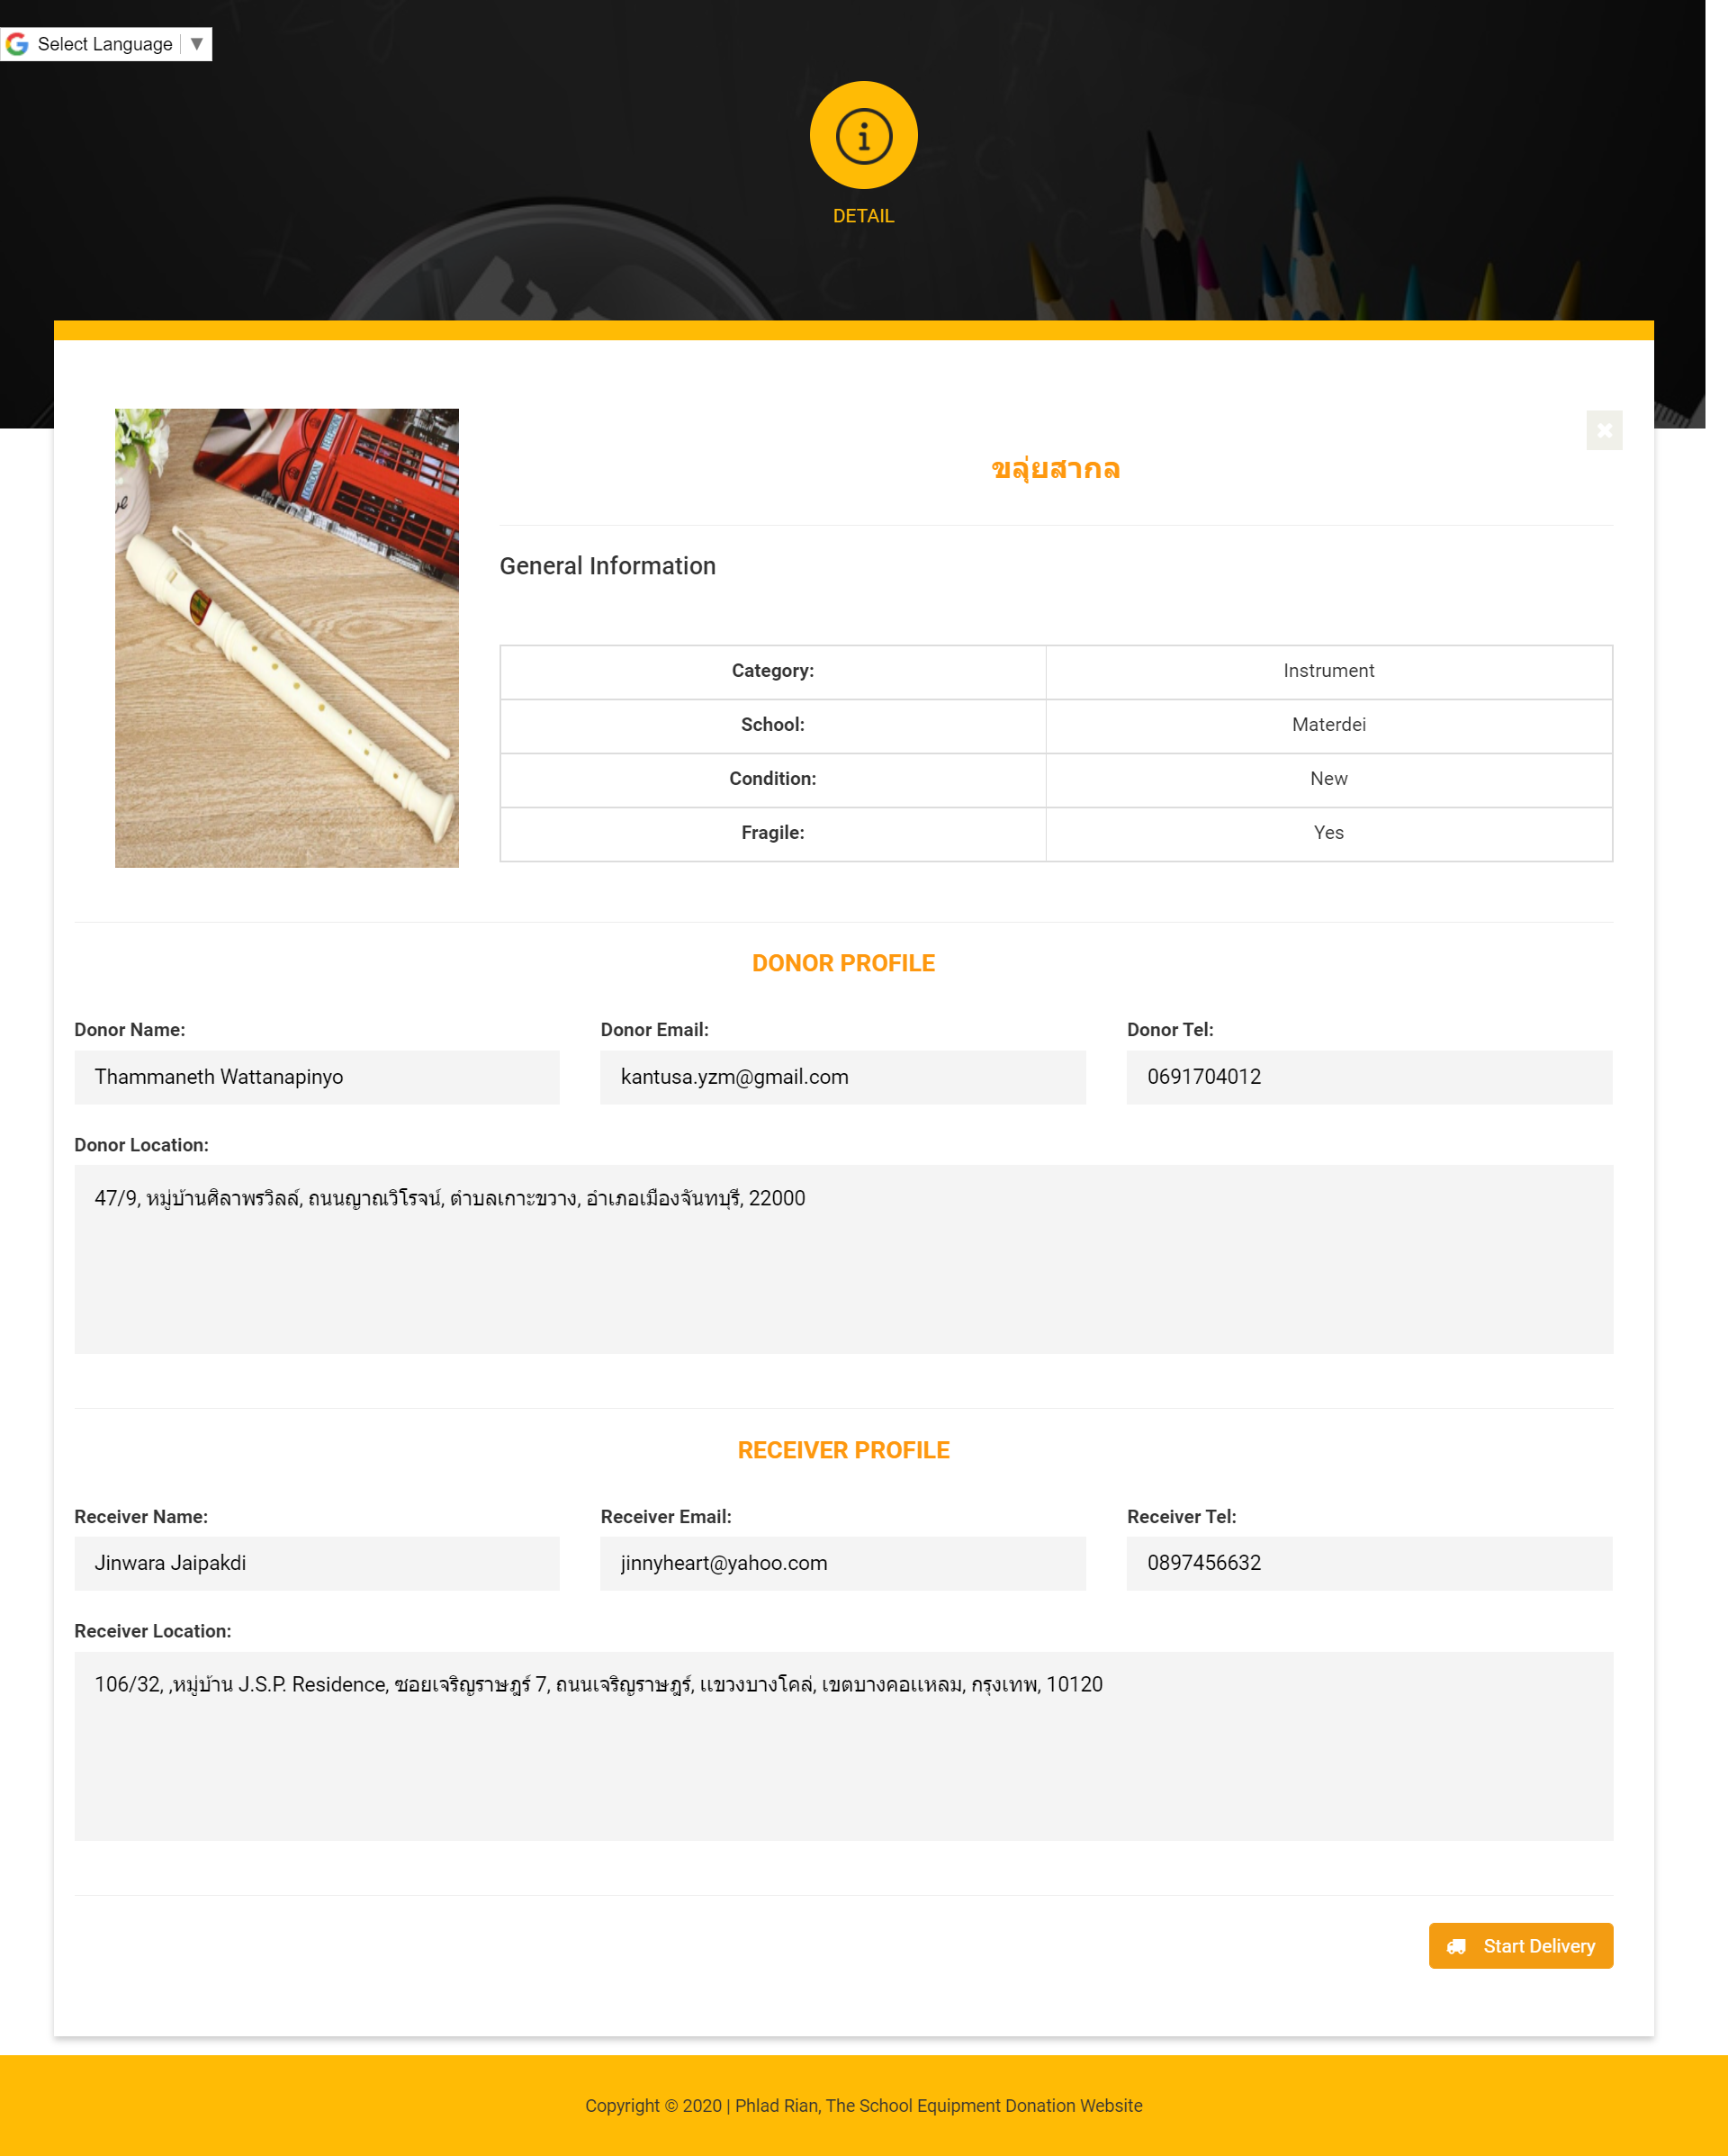 Select Language ▼
DETAIL
ขลุ่ยสากล
General Information
Category: Instrument
School: Materdei
Condition: New
Fragile: Yes
DONOR PROFILE
Donor Name: Donor Email: Donor Tel:
Thammaneth Wattanapinyo kantusa.yzm@gmail.com 0691704012
Donor Location:
47/9, หมู่บ้านศิลาพรวิลล์, ถนนญาณวิโรจน์, ตำบลเกาะขวาง, อำเภอเมืองจันทบุรี, 22000
RECEIVER PROFILE
Receiver Name: Receiver Email: Receiver Tel:
Jinwara Jaipakdi jinnyheart@yahoo.com 0897456632
Receiver Location:
106/32, ,หมู่บ้าน J.S.P. Residence, ซอยเจริญราษฎร์ 7, ถนนเจริญราษฎร์, แขวงบางโคล่, เขตบางคอแหลม, กรุงเทพ, 10120
Start Delivery
Copyright © 2020 | Phlad Rian, The School Equipment Donation Website